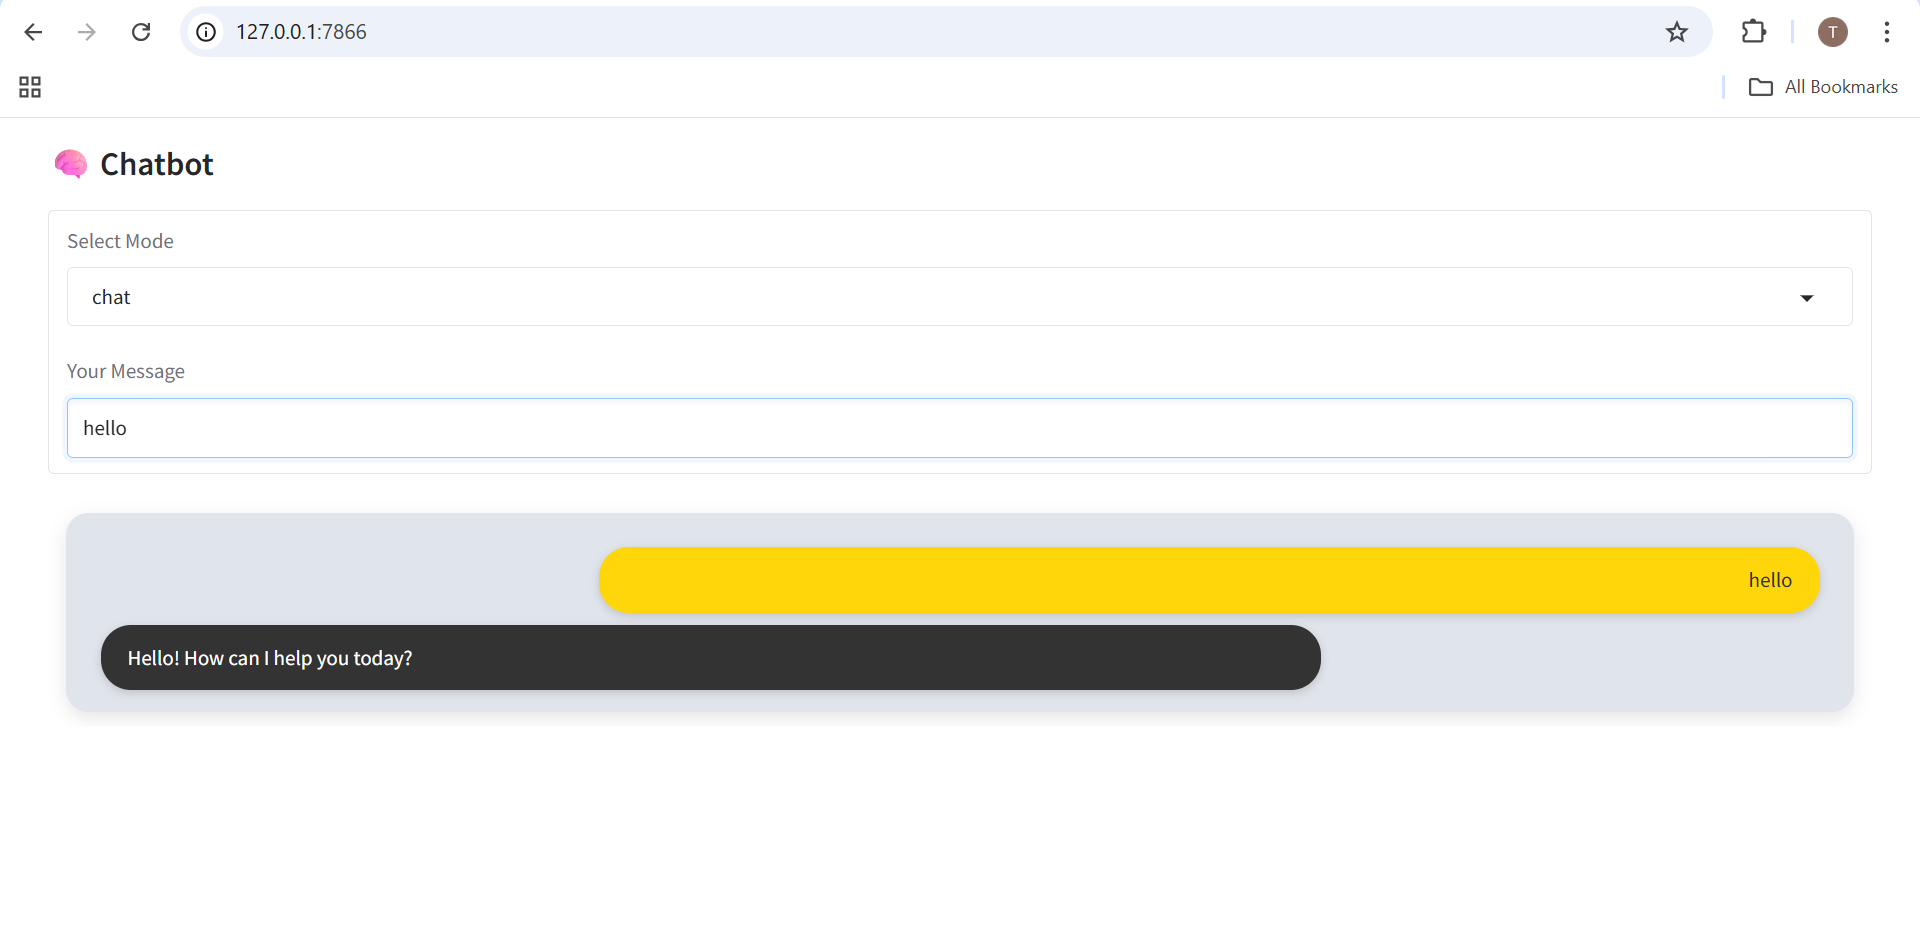 127.0.0.1:7866
T
All Bookmarks
Chatbot
Select Mode
chat
Your Message
hello
hello
Hello! How can I help you today?